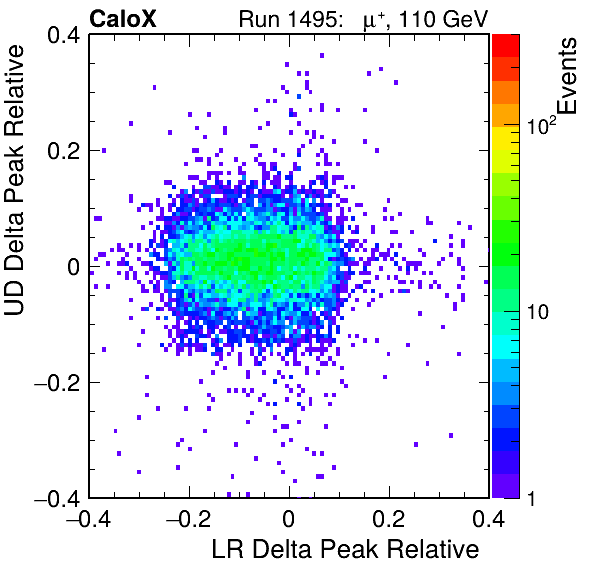 CaloX Run 1495: μ⁺, 110 GeV
0.4
0.2
0
−0.2
−0.4
−0.4 −0.2 0 0.2 0.4
LR Delta Peak Relative
UD Delta Peak Relative
10²
10
1
Events